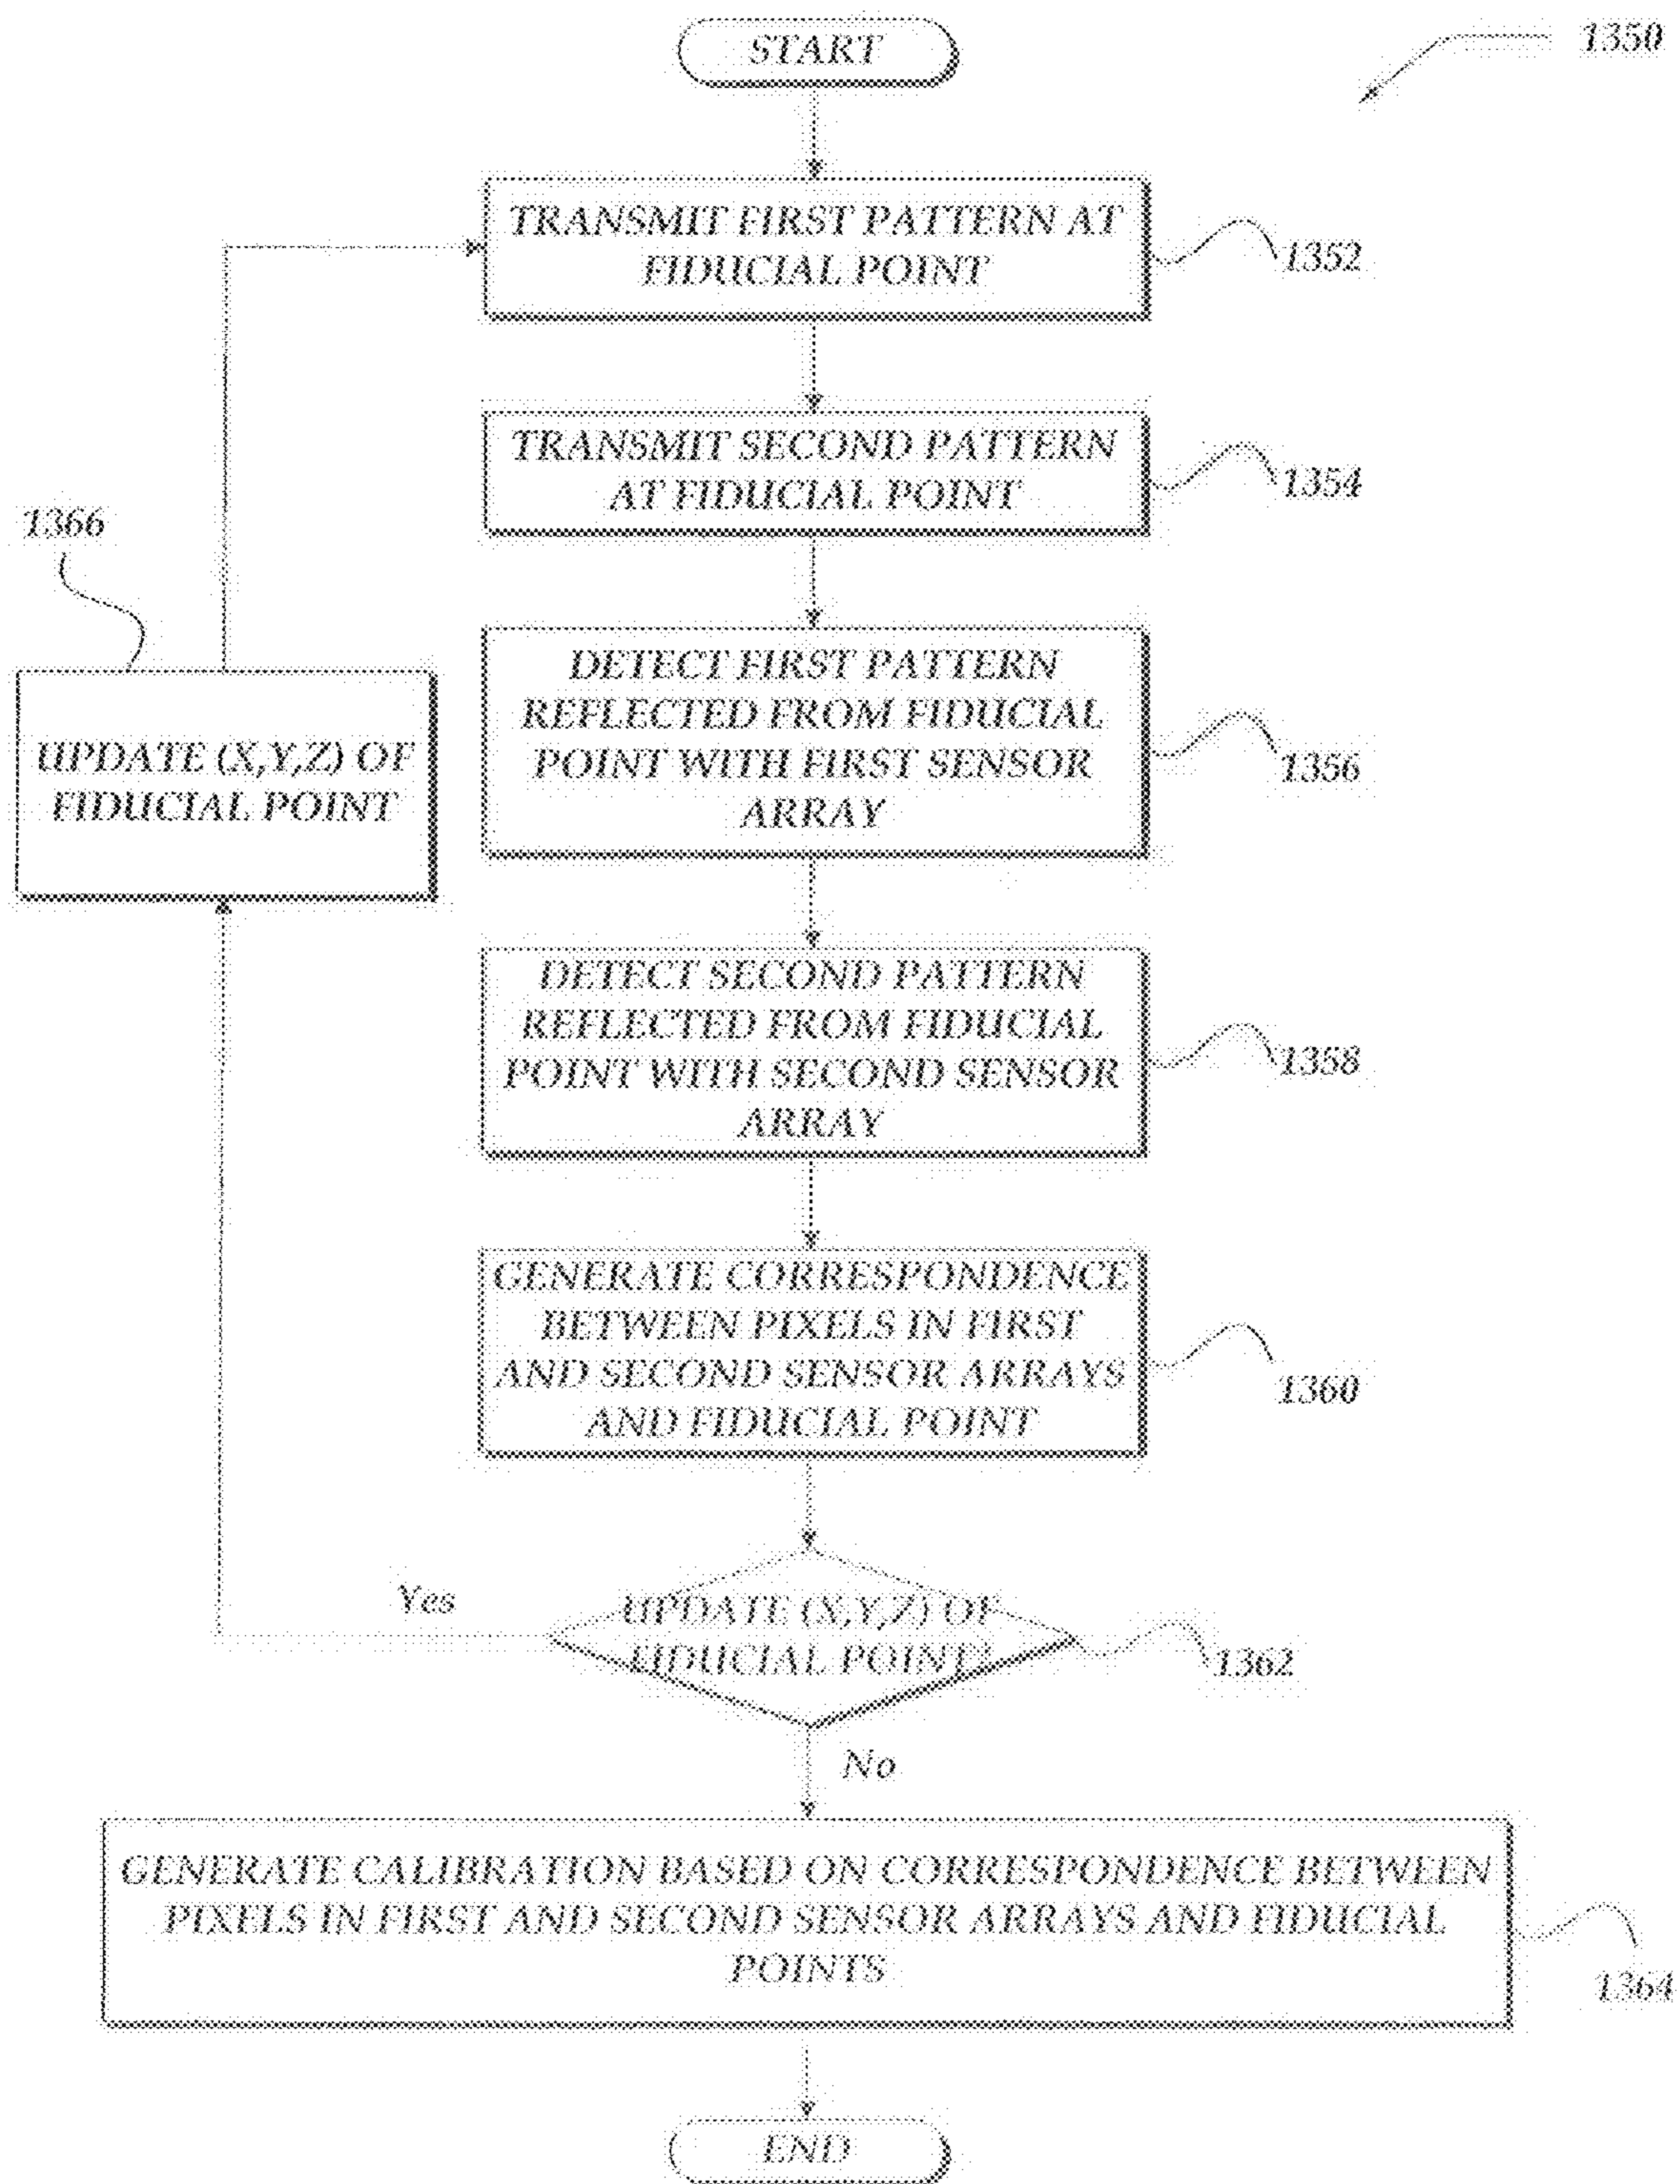 START
1350
TRANSMIT FIRST PATTERN AT
FIDUCIAL POINT
1352
TRANSMIT SECOND PATTERN
AT FIDUCIAL POINT
1354
1366
DETECT FIRST PATTERN
REFLECTED FROM FIDUCIAL
POINT WITH FIRST SENSOR
ARRAY
1356
UPDATE (X,Y,Z) OF
FIDUCIAL POINT
DETECT SECOND PATTERN
REFLECTED FROM FIDUCIAL
POINT WITH SECOND SENSOR
ARRAY
1358
GENERATE CORRESPONDENCE
BETWEEN PIXELS IN FIRST
AND SECOND SENSOR ARRAYS
AND FIDUCIAL POINT
1360
Yes
UPDATE (X,Y,Z) OF
FIDUCIAL POINT?
1362
No
GENERATE CALIBRATION BASED ON CORRESPONDENCE BETWEEN
PIXELS IN FIRST AND SECOND SENSOR ARRAYS AND FIDUCIAL
POINTS
1364
END